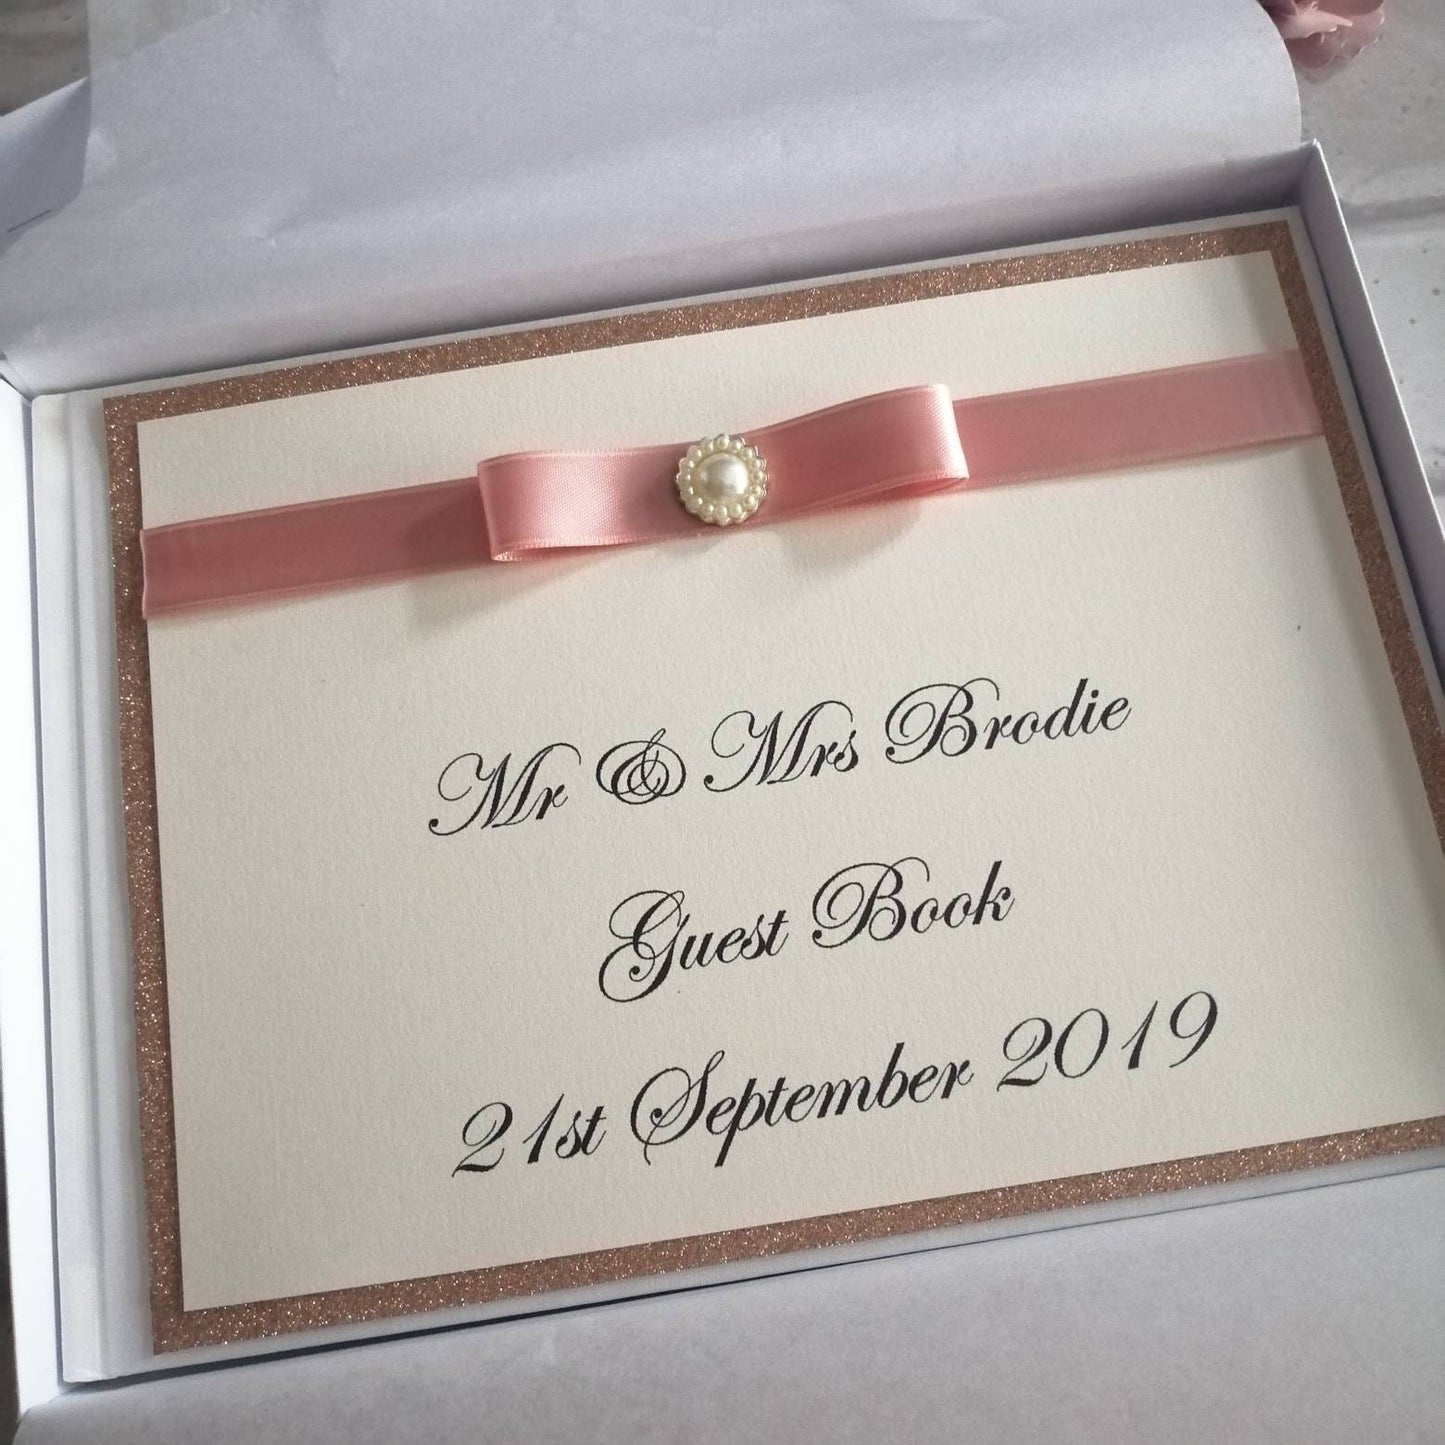 Mr & Mrs Brodie
Guest Book
21st September 2019